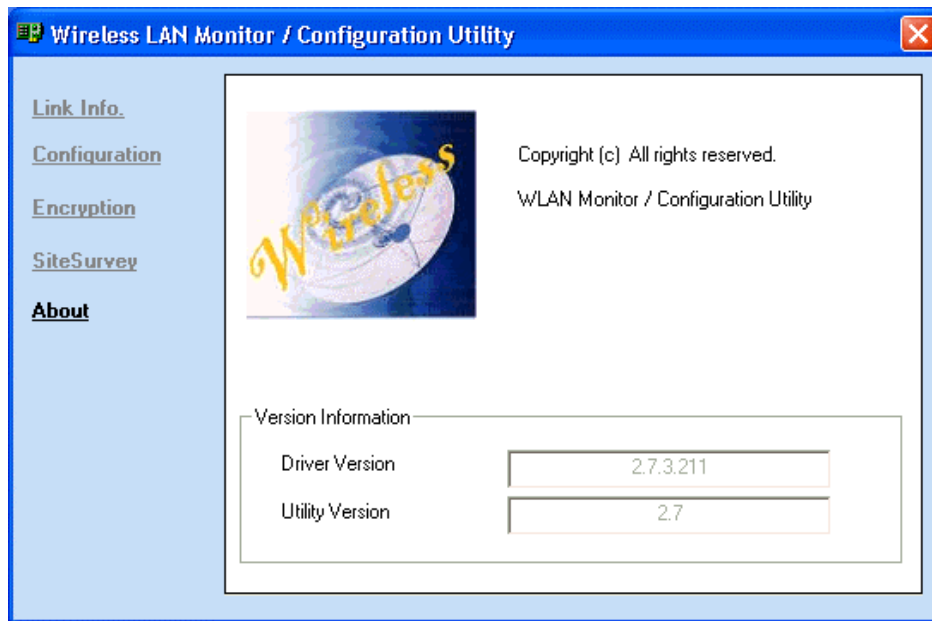 Wireless LAN Monitor / Configuration Utility
Link Info.
Configuration
Encryption
SiteSurvey
About
Wireless
Copyright (c) All rights reserved.
WLAN Monitor / Configuration Utility
Version Information
Driver Version
2.7.3.211
Utility Version
2.7